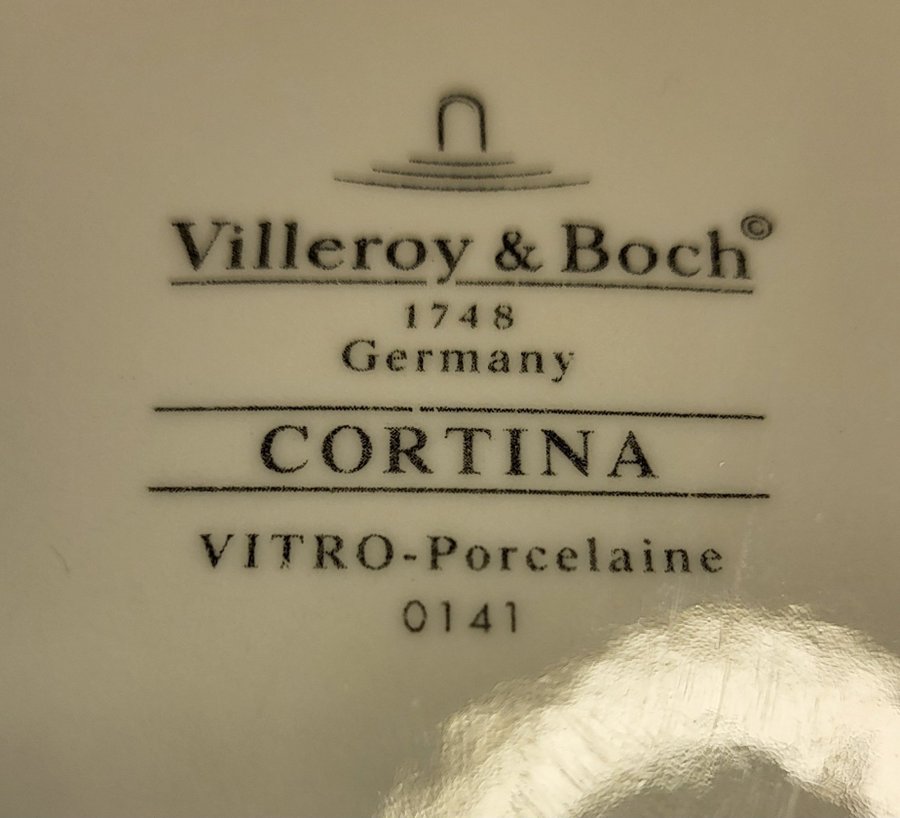 Villeroy & Boch©
1748
Germany
CORTINA
VITRO-Porcelaine
0141